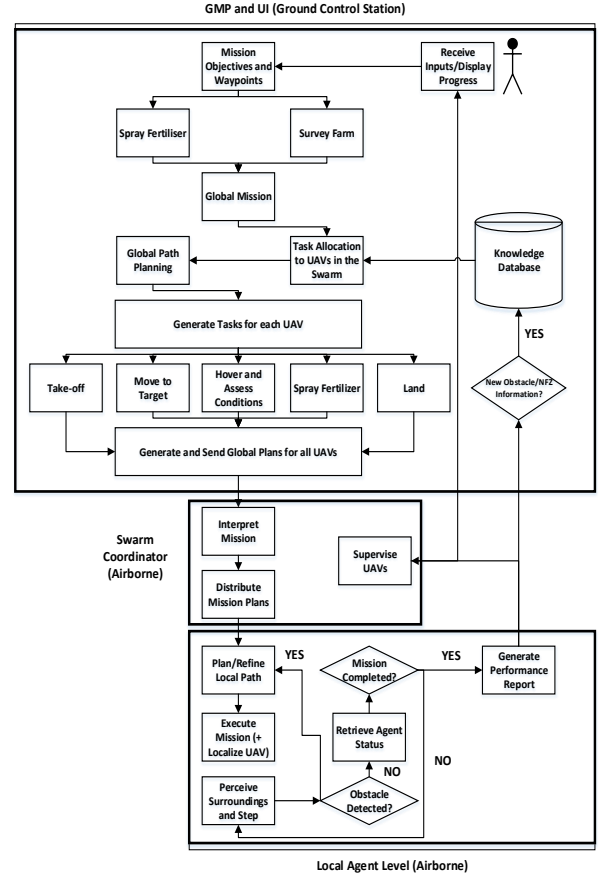 GMP and UI (Ground Control Station)
Mission
Objectives and
Waypoints
Receive
Inputs/Display
Progress
Spray Fertiliser
Survey Farm
Global Mission
Global Path
Planning
Task Allocation
to UAVs in the
Swarm
Knowledge
Database
Generate Tasks for each UAV
YES
Take-off
Move to
Target
Hover and
Assess
Conditions
Spray Fertilizer
Land
New Obstacle/NFZ
Information?
Generate and Send Global Plans for all UAVs
Swarm
Coordinator
(Airborne)
Interpret
Mission
Supervise
UAVs
Distribute
Mission Plans
Plan/Refine
Local Path
YES
Mission
Completed?
YES
Generate
Performance
Report
Execute
Mission (+
Localize UAV)
Retrieve Agent
Status
NO
NO
Perceive
Surroundings
and Step
Obstacle
Detected?
Local Agent Level (Airborne)